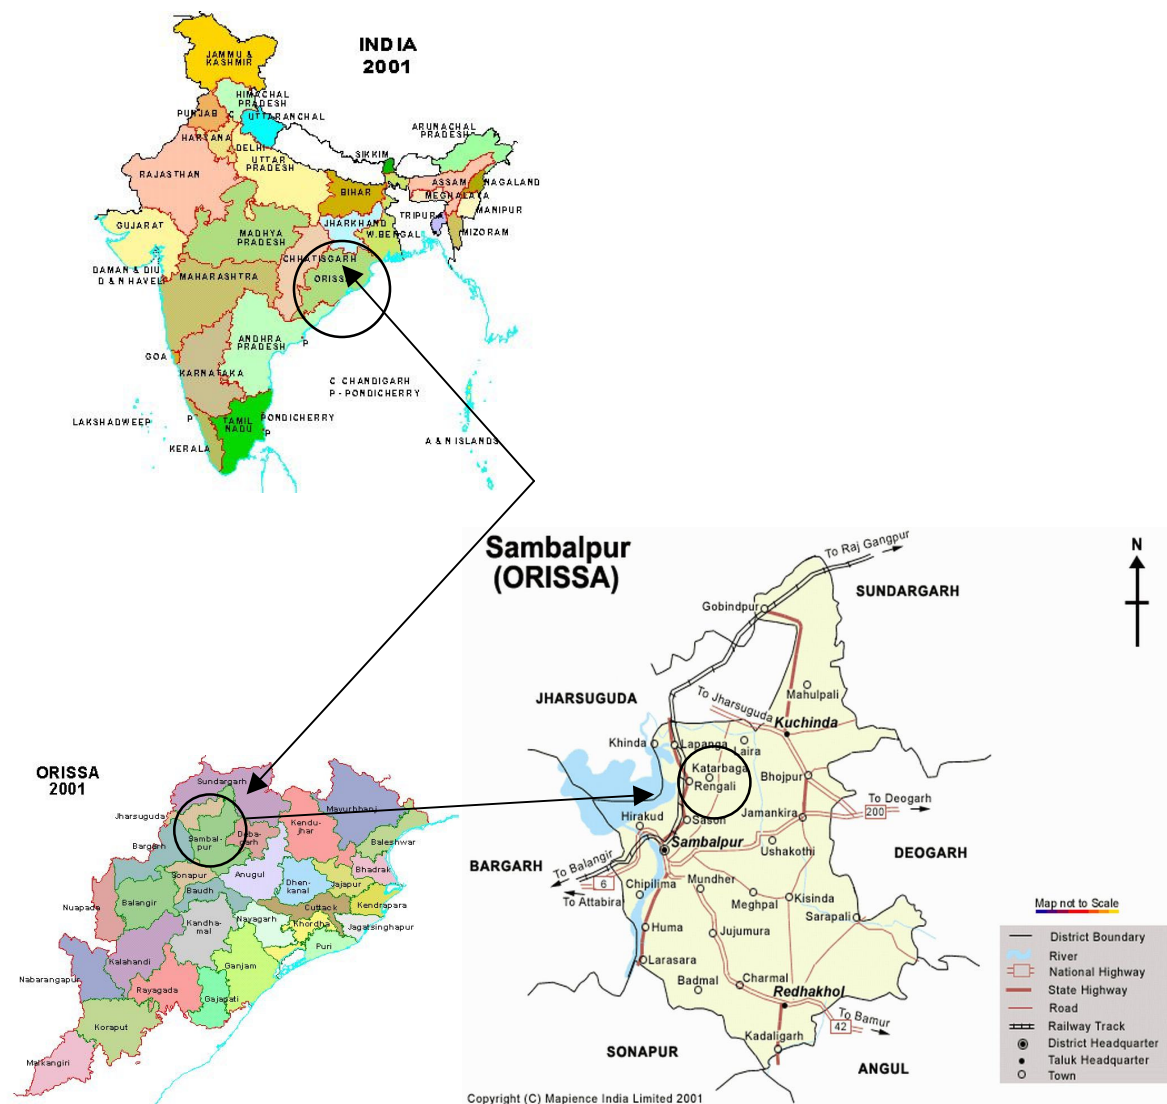 INDIA
2001
JAMMU &
KASHMIR
HIMACHAL
PRADESH
PUNJAB
C
UTTARANCHAL
HARYANA
DELHI
UTTAR
PRADESH
RAJASTHAN
SIKKIM
ARUNACHAL
PRADESH
ASSAM
NAGALAND
MEGHALAYA
MANIPUR
TRIPURA
MIZORAM
BIHAR
JHARKHAND
W.BENGAL
GUJARAT
MADHYA
PRADESH
CHHATISGARH
ORISSA
DAMAN & DIU
D & N HAVELI
MAHARASHTRA
ANDHRA
PRADESH
P
GOA
KARNATAKA
C CHANDIGARH
P - PONDICHERRY
LAKSHADWEEP
P
TAMIL
NADU
PONDICHERRY
P
KERALA
A & N ISLANDS
Sambalpur
(ORISSA)
To Raj Gangpur
N
SUNDARGARH
Gobindpur
Mahulpali
JHARSUGUDA
To Jharsuguda
Kuchinda
Khinda
Lapanga
Laira
Katarbaga
Rengali
Bhojpur
To Deogarh
200
Hirakud
Sason
Jamankira
Sambalpur
Ushakothi
DEOGARH
BARGARH
To Balangir
6
To Attabira
Chipilima
Mundher
Meghpal
Kisinda
Sarapali
Huma
Jujumura
Larasara
Badmal
Charmal
Redhakhol
To Bamur
42
Kadaligarh
SONAPUR
ANGUL
Map not to Scale
District Boundary
River
National Highway
State Highway
Road
Railway Track
District Headquarter
Taluk Headquarter
Town
Copyright (C) Mapience India Limited 2001
ORISSA
2001
Sundargarh
Jharsuguda
Mayurbhanj
Kendu-
jhar
Sambal-
pur
Deba-
garh
Baleshwar
Bargarh
Sonapur
Anugul
Bhadrak
Dhen-
kanal
Jajapur
Baudh
Balangir
Nuapada
Cuttack
Kendrapara
Kandha-
mal
Nayagarh
Khordha
Jagatsinghapur
Puri
Kalahandi
Ganjam
Nabarangapur
Rayagada
Gajapati
Koraput
Malkangiri